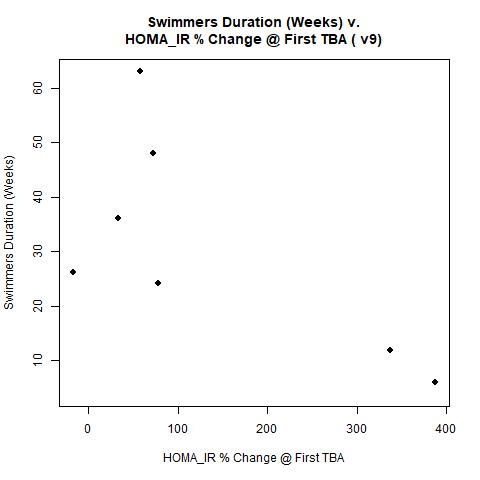 Swimmers Duration (Weeks) v.
HOMA_IR % Change @ First TBA ( v9)
Swimmers Duration (Weeks)
60
50
40
30
20
10
0 100 200 300 400
HOMA_IR % Change @ First TBA